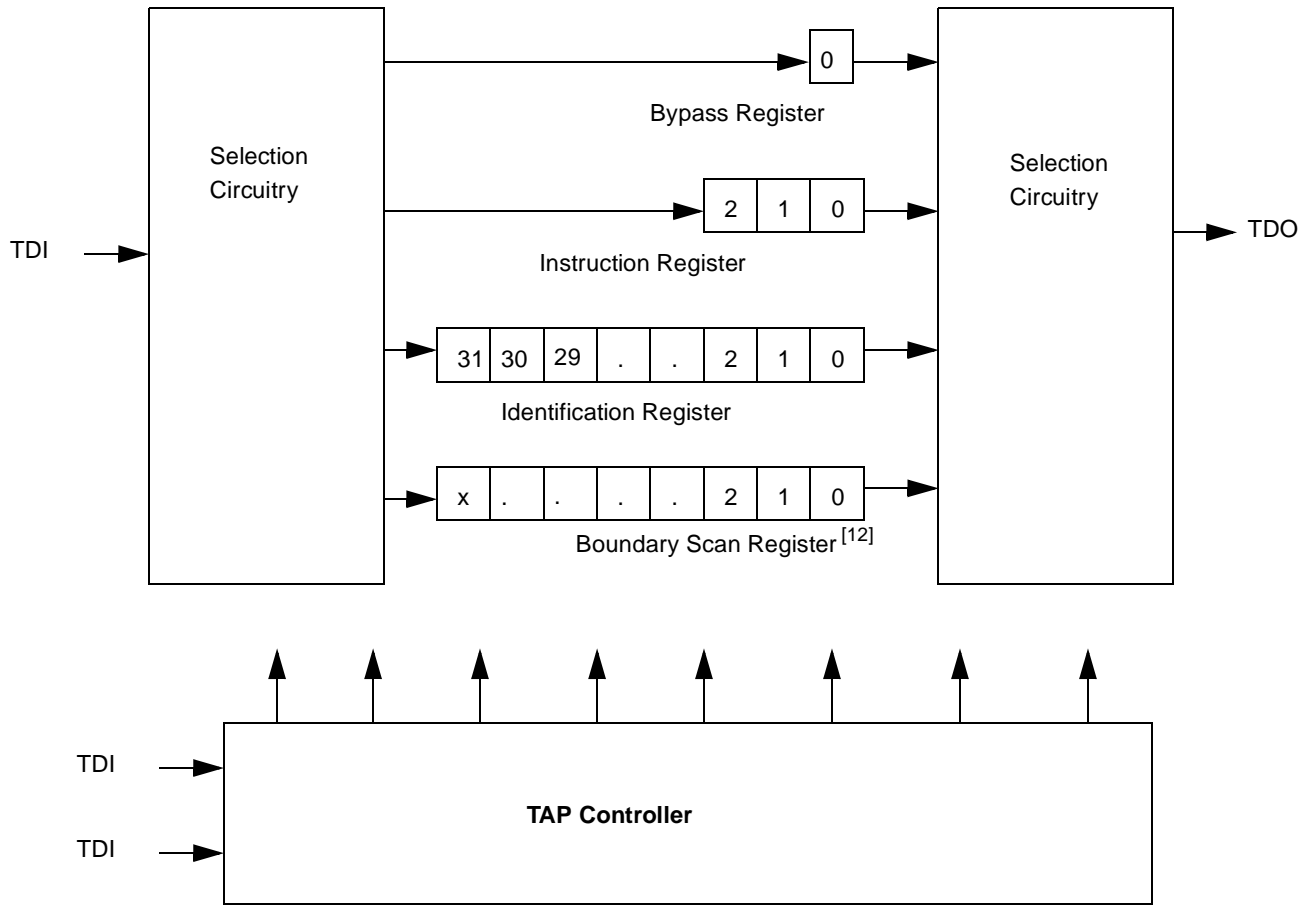 0
Bypass Register
Selection
Circuitry
Selection
Circuitry
2 1 0
TDI
TDO
Instruction Register
31 30 29 . . 2 1 0
Identification Register
x . . . . 2 1 0
Boundary Scan Register [12]
TDI
TAP Controller
TDI